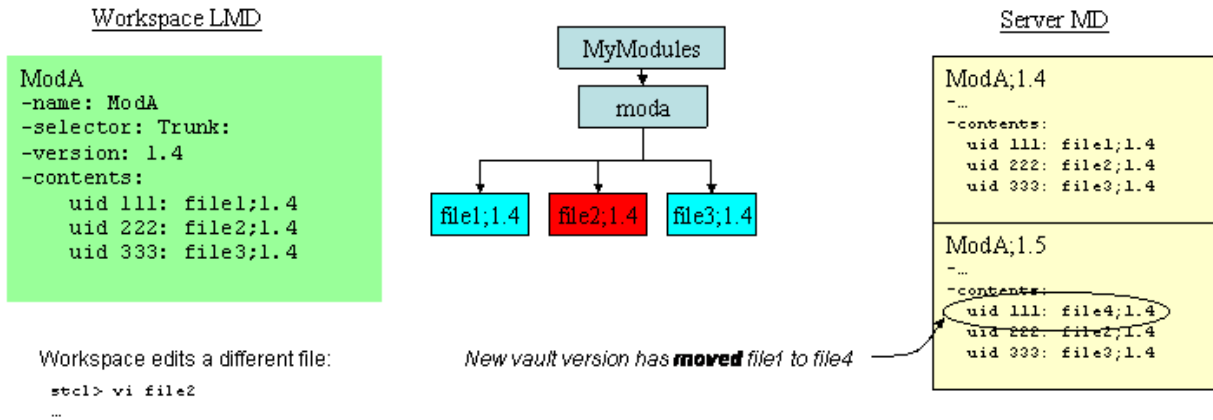 Workspace LMD
ModA
-name: ModA
-selector: Trunk:
-version: 1.4
-contents:
uid 111: file1;1.4
uid 222: file2;1.4
uid 333: file3;1.4
Workspace edits a different file:
stcl> vi file2
…
MyModules
moda
file1;1.4
file2;1.4
file3;1.4
New vault version has moved file1 to file4
Server MD
ModA;1.4
-…
-contents:
uid 111: file1;1.4
uid 222: file2;1.4
uid 333: file3;1.4
ModA;1.5
-…
-contents:
uid 111: file4;1.4
uid 222: file2;1.4
uid 333: file3;1.4